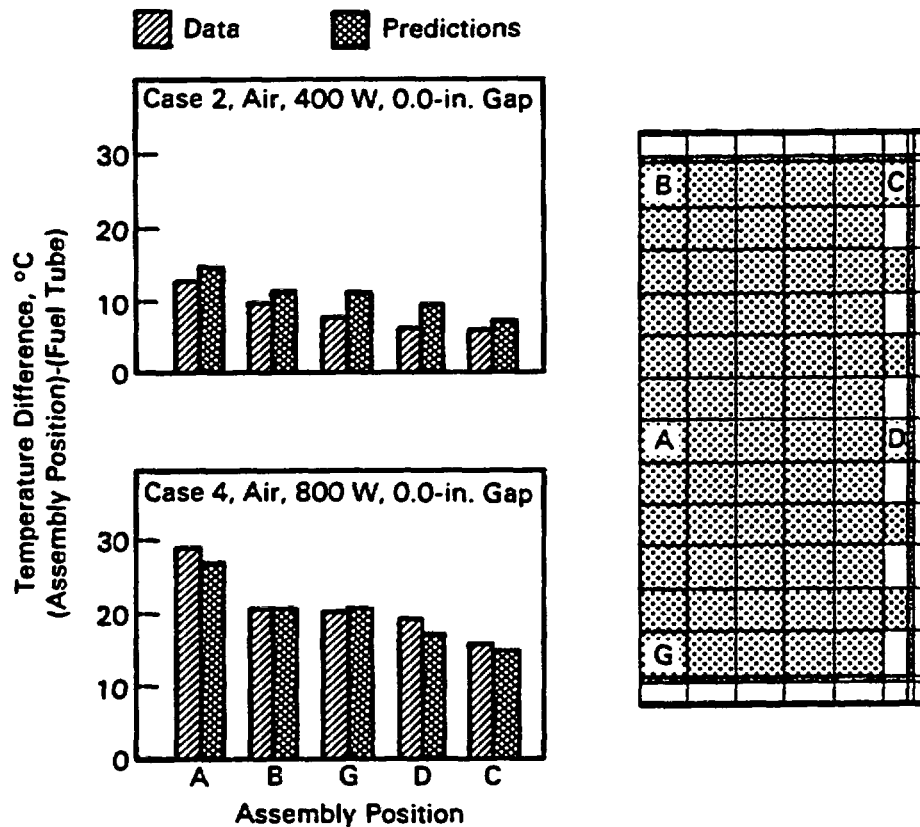 Data
Predictions
Case 2, Air, 400 W, 0.0-in. Gap
30
20
10
0
Case 4, Air, 800 W, 0.0-in. Gap
30
20
10
0
A B G D C
Assembly Position
Temperature Difference, °C
(Assembly Position)-(Fuel Tube)
B C
A D
G